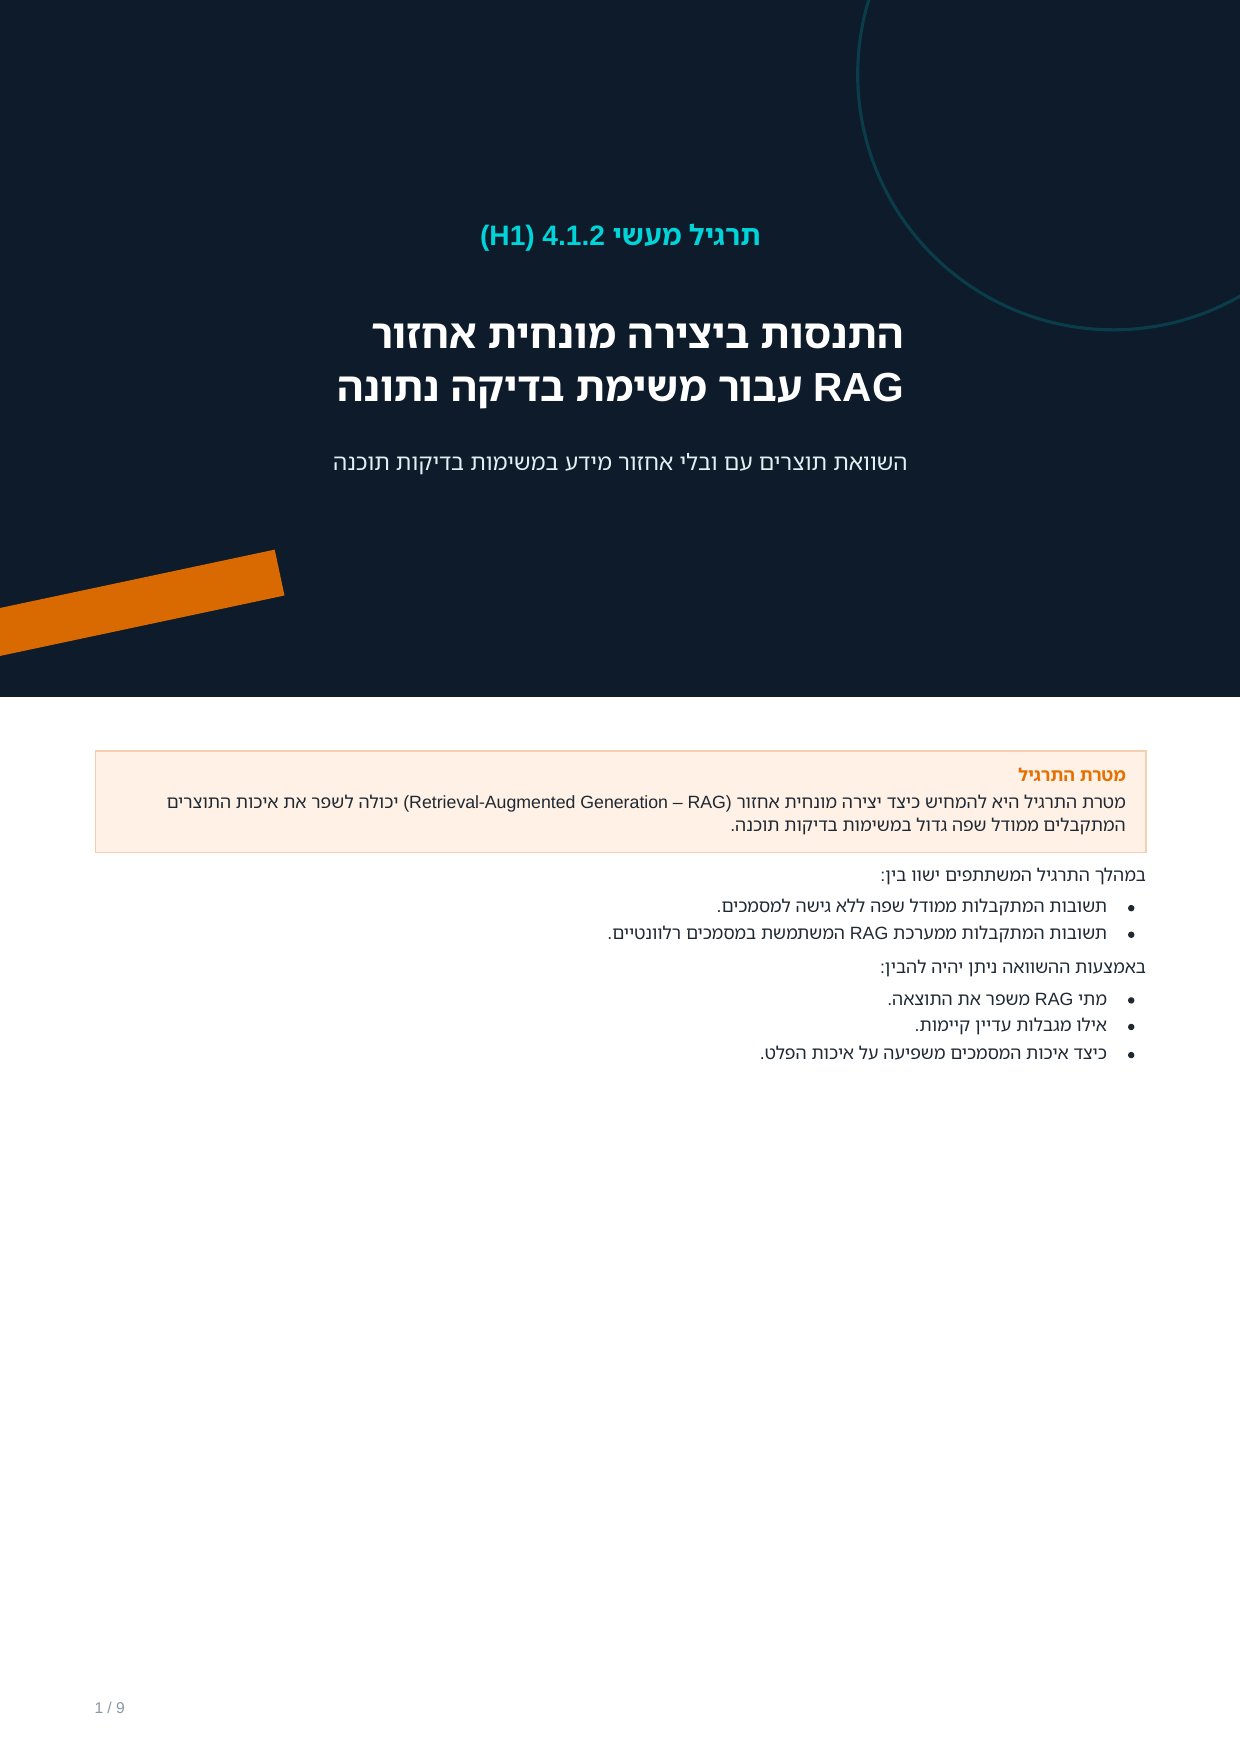 תרגיל מעשי 4.1.2 (H1)
התנסות ביצירה מונחית אחזור
RAG עבור משימת בדיקה נתונה
השוואת תוצרים עם ובלי אחזור מידע במשימות בדיקות תוכנה
מטרת התרגיל
מטרת התרגיל היא להמחיש כיצד יצירה מונחית אחזור (Retrieval-Augmented Generation – RAG) יכולה לשפר את איכות התוצרים
המתקבלים ממודל שפה גדול במשימות בדיקות תוכנה.
במהלך התרגיל המשתתפים ישוו בין:
• תשובות המתקבלות ממודל שפה ללא גישה למסמכים.
• תשובות המתקבלות ממערכת RAG המשתמשת במסמכים רלוונטיים.
באמצעות ההשוואה ניתן יהיה להבין:
• מתי RAG משפר את התוצאה.
• אילו מגבלות עדיין קיימות.
• כיצד איכות המסמכים משפיעה על איכות הפלט.
1 / 9